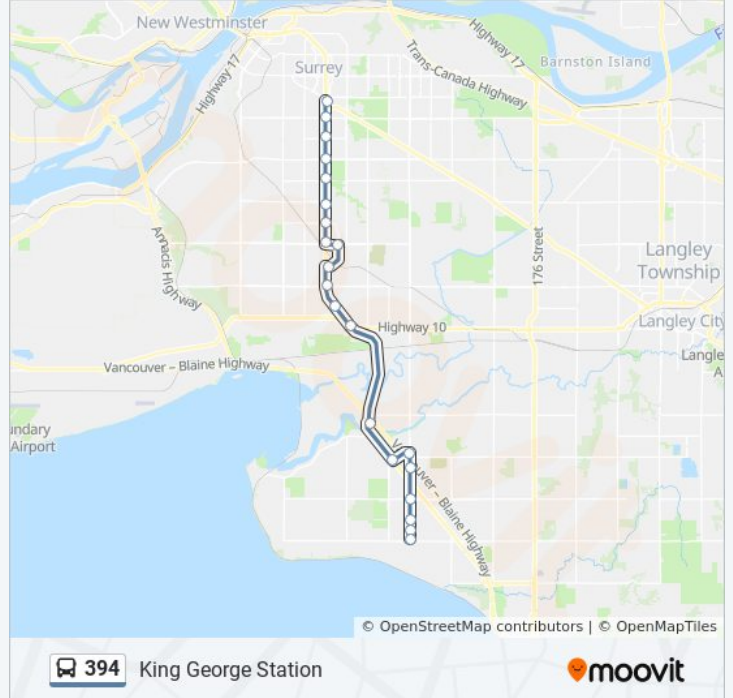 New Westminster
Highway 17
Surrey
Highway 17
Trans-Canada Highway
Barnston Island
F
Annacis Highway
176 Street
Langley
Township
Highway 10
Langley City
Vancouver – Blaine Highway
Langle
A
undary
Airport
Vancouver – Blaine Highway
© OpenStreetMap contributors | © OpenMapTiles
394 King George Station
moovit